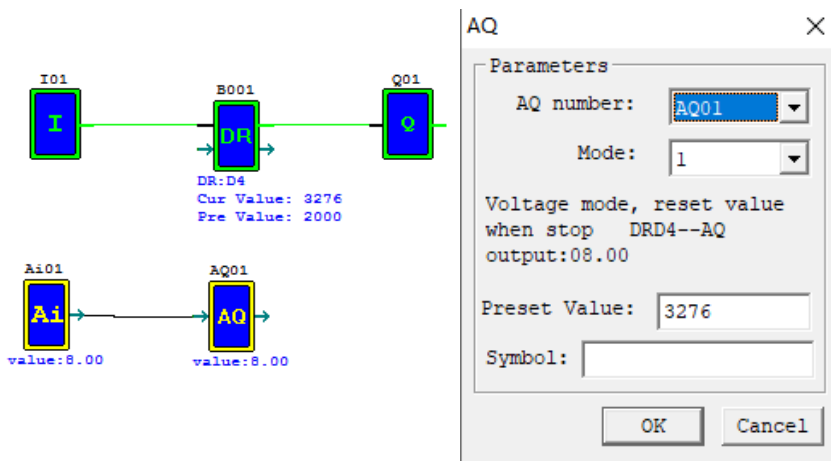 I01
I
B001
DR
DR:D4
Cur Value: 3276
Pre Value: 2000
Q01
Q
Ai01
Ai
value:8.00
AQ01
AQ
value:8.00
AQ
Parameters
AQ number: AQ01
Mode: 1
Voltage mode, reset value
when stop DRD4--AQ
output:08.00
Preset Value: 3276
Symbol:
OK Cancel